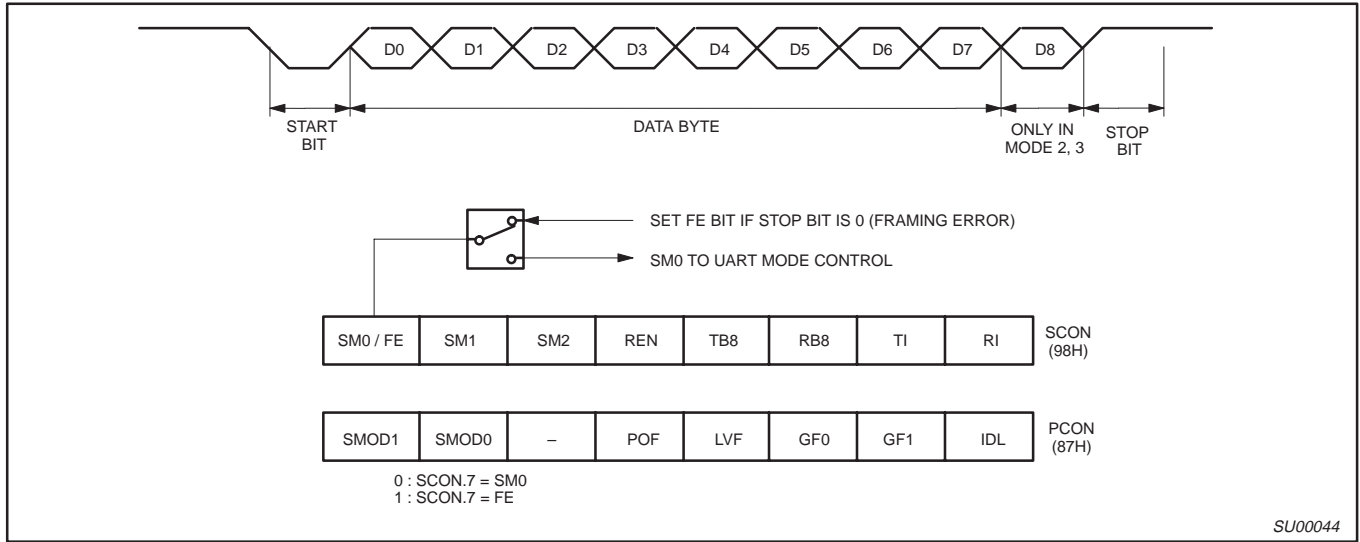 D0 D1 D2 D3 D4 D5 D6 D7 D8
START
BIT
DATA BYTE
ONLY IN
MODE 2, 3
STOP
BIT
SET FE BIT IF STOP BIT IS 0 (FRAMING ERROR)
SM0 TO UART MODE CONTROL
SM0 / FE SM1 SM2 REN TB8 RB8 TI RI
SCON
(98H)
SMOD1 SMOD0 – POF LVF GF0 GF1 IDL
PCON
(87H)
0 : SCON.7 = SM0
1 : SCON.7 = FE
SU00044